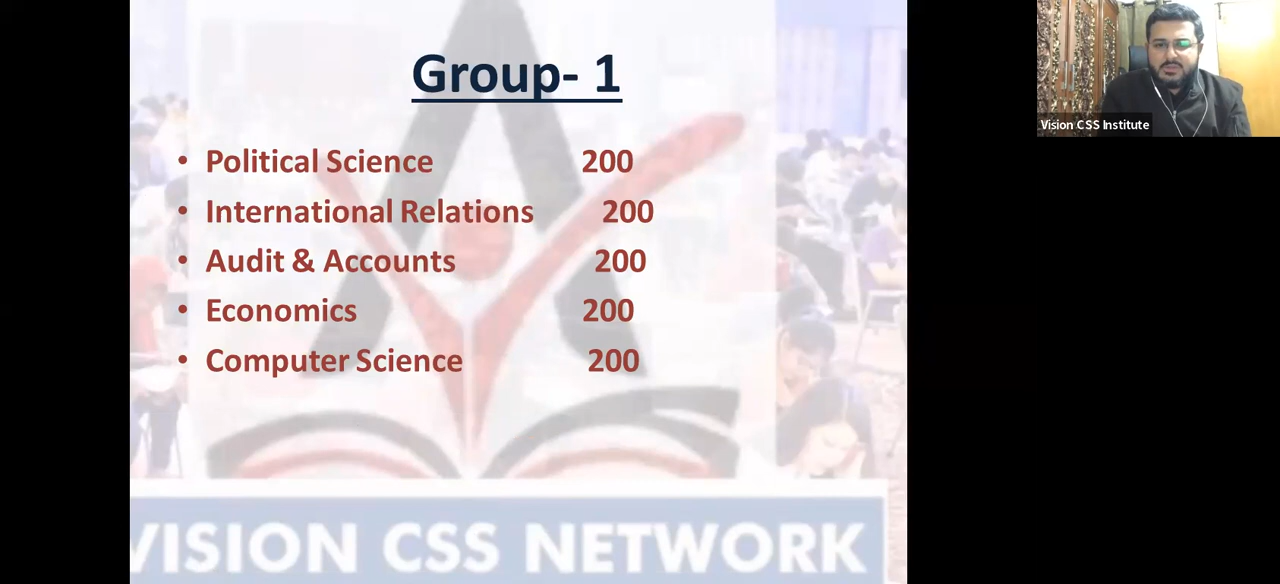 Group- 1
• Political Science 200
• International Relations 200
• Audit & Accounts 200
• Economics 200
• Computer Science 200
VISION CSS NETWORK
Vision CSS Institute